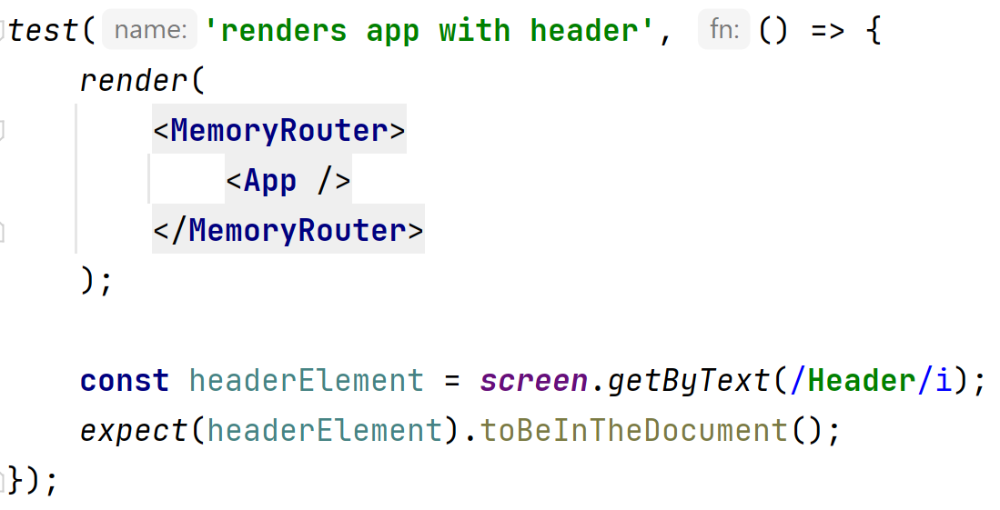 test( name: 'renders app with header', fn: () => {
    render(
        <MemoryRouter>
            <App />
        </MemoryRouter>
    );

    const headerElement = screen.getByText(/Header/i);
    expect(headerElement).toBeInTheDocument();
});